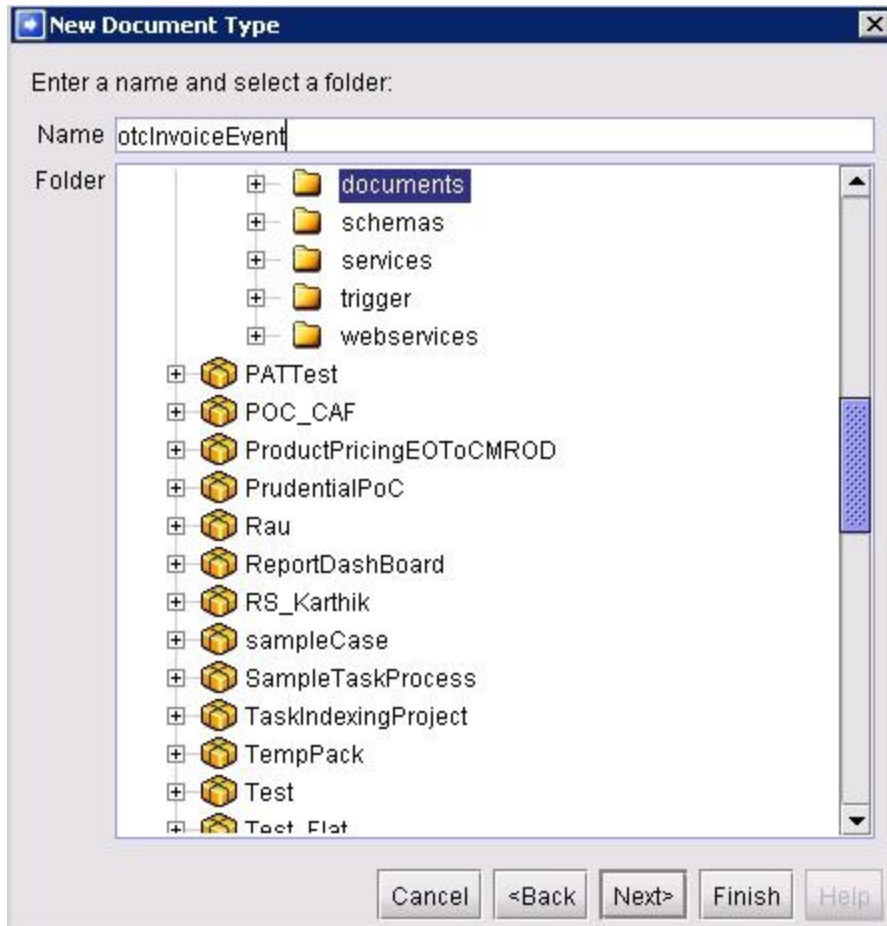 New Document Type
Enter a name and select a folder:
Name otcInvoiceEvent
Folder documents
schemas
services
trigger
webservices
PATTest
POC_CAF
ProductPricingEOToCMROD
PrudentialPoC
Rau
ReportDashBoard
RS_Karthik
sampleCase
SampleTaskProcess
TaskIndexingProject
TempPack
Test
Test_Flat
Cancel <Back Next> Finish Help